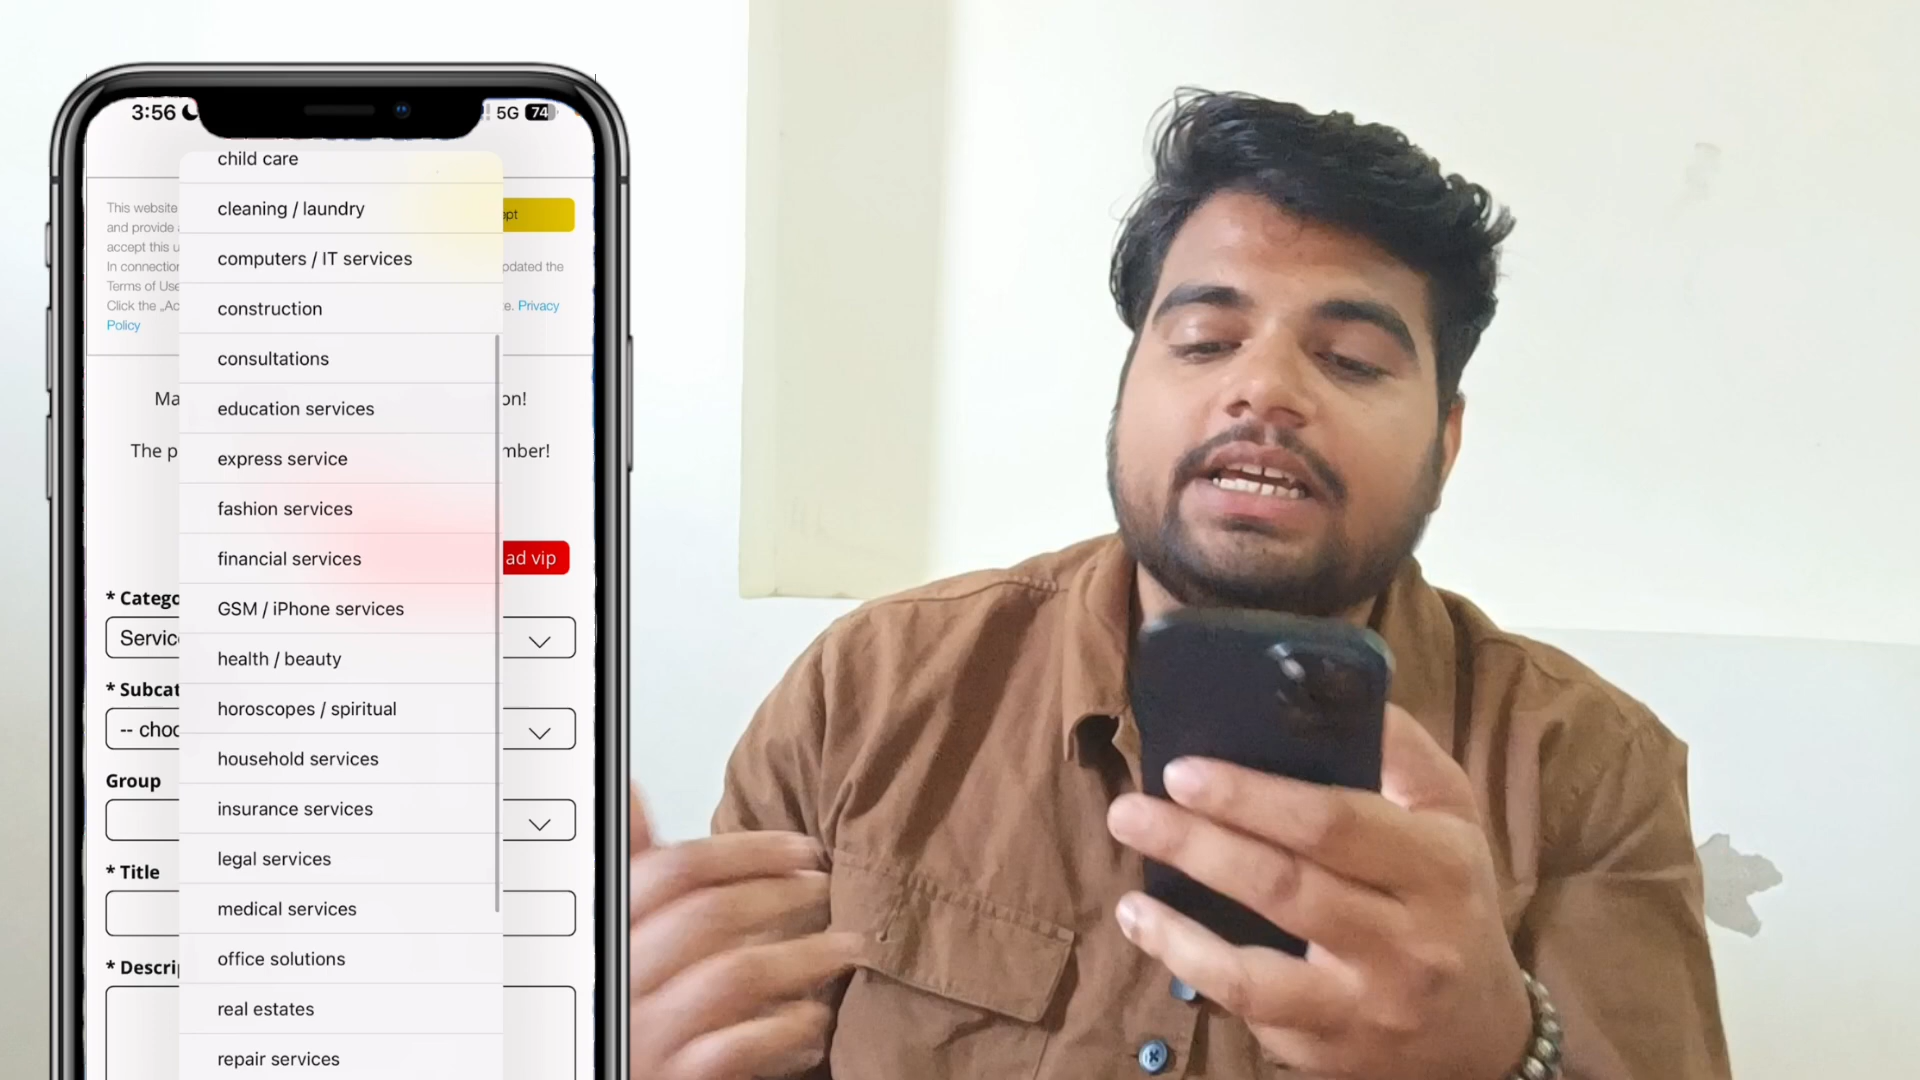 3:56 5G 74
child care
This website
cleaning / laundry
and provide
accept this u
In connection
computers / IT services
pdated the
Terms of Use
Click the „Ac
construction
e. Privacy
Policy
consultations
Ma
on!
education services
The p
express service
mber!
fashion services
financial services
ad vip
* Catego
GSM / iPhone services
Servic
health / beauty
* Subcat
horoscopes / spiritual
-- choo
household services
Group
insurance services
legal services
* Title
medical services
office solutions
* Descrip
real estates
repair services